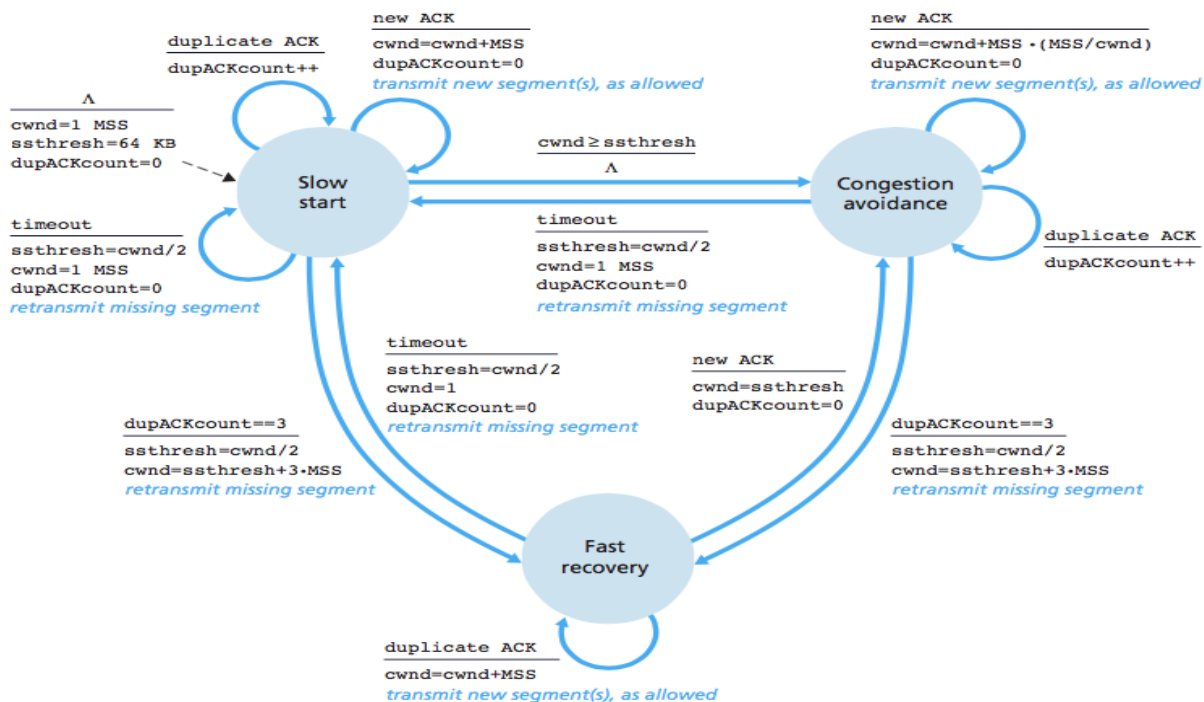 new ACK
cwnd=cwnd+MSS
dupACKcount=0
transmit new segment(s), as allowed
duplicate ACK
dupACKcount++
Λ
cwnd=1 MSS
ssthresh=64 KB
dupACKcount=0
new ACK
cwnd=cwnd+MSS •(MSS/cwnd)
dupACKcount=0
transmit new segment(s), as allowed
cwnd≥ssthresh
Λ
Slow
start
Congestion
avoidance
timeout
ssthresh=cwnd/2
cwnd=1 MSS
dupACKcount=0
retransmit missing segment
timeout
ssthresh=cwnd/2
cwnd=1 MSS
dupACKcount=0
retransmit missing segment
duplicate ACK
dupACKcount++
timeout
ssthresh=cwnd/2
cwnd=1
dupACKcount=0
retransmit missing segment
new ACK
cwnd=ssthresh
dupACKcount=0
dupACKcount==3
ssthresh=cwnd/2
cwnd=ssthresh+3•MSS
retransmit missing segment
dupACKcount==3
ssthresh=cwnd/2
cwnd=ssthresh+3•MSS
retransmit missing segment
Fast
recovery
duplicate ACK
cwnd=cwnd+MSS
transmit new segment(s), as allowed